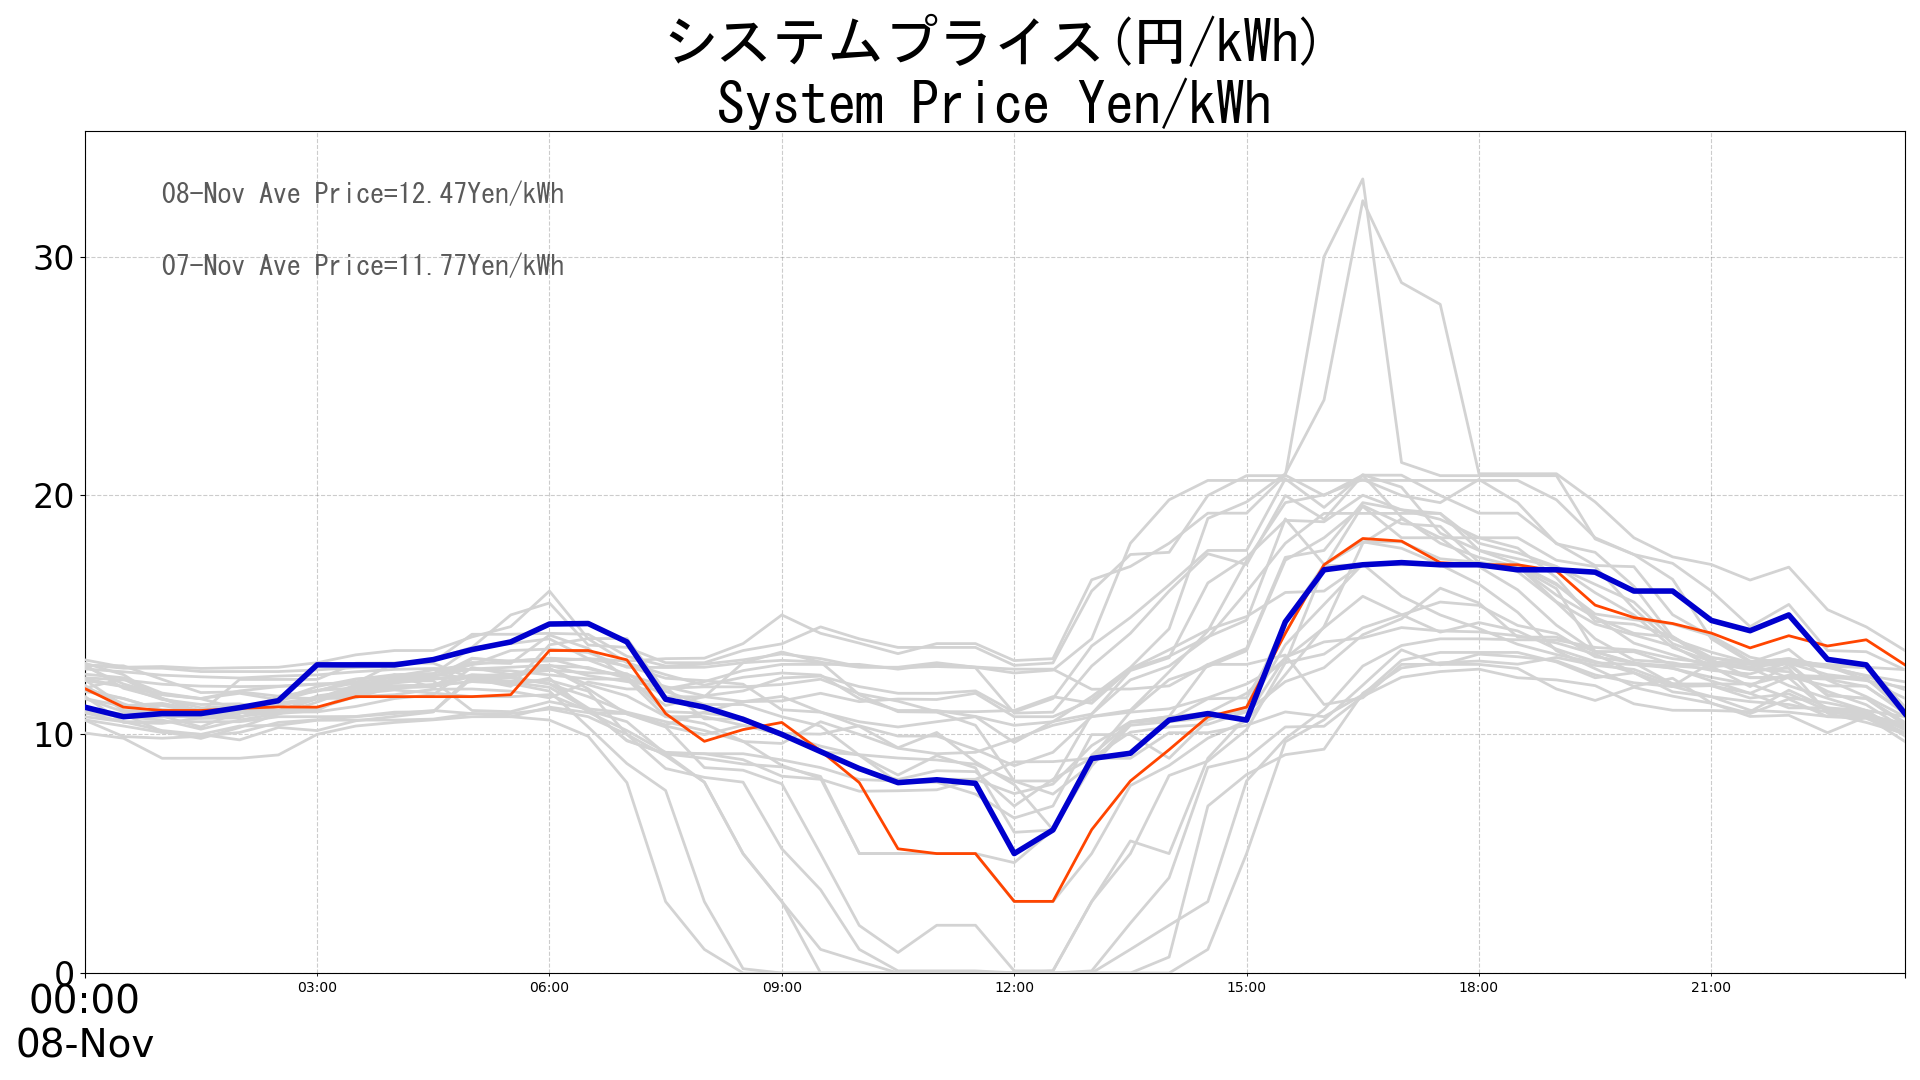 システムプライス(円/kWh)
System Price Yen/kWh
08-Nov Ave Price=12.47Yen/kWh
07-Nov Ave Price=11.77Yen/kWh
30
20
10
0
00:00 03:00 06:00 09:00 12:00 15:00 18:00 21:00
08-Nov